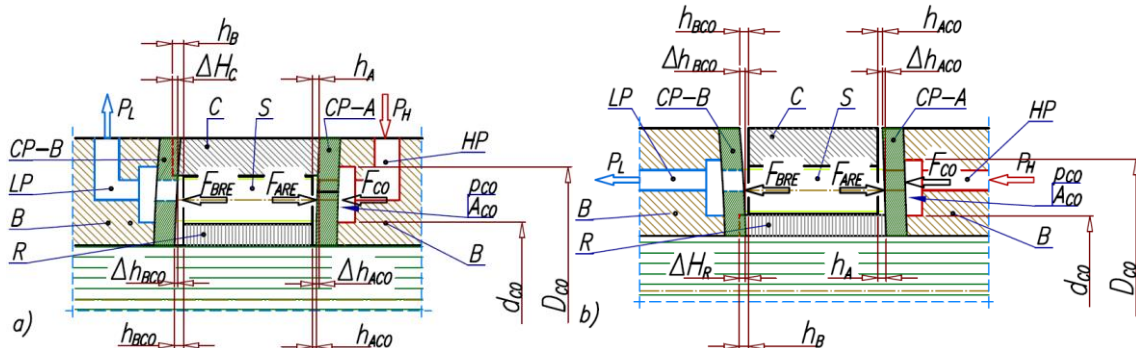 h_B
ΔH_C
h_A
P_L
C
S
CP-A
P_H
CP-B
HP
LP
F_BRE
F_ARE
F_CO
p_CO
A_CO
B
R
B
Δh_BCO
Δh_ACO
d_CO
D_CO
a)
h_BCO
h_ACO
h_BCO
h_ACO
Δh_BCO
Δh_ACO
LP
CP-B
C
S
CP-A
HP
P_L
F_BRE
F_ARE
F_CO
P_H
p_CO
A_CO
B
R
B
ΔH_R
h_A
d_CO
D_CO
b)
h_B